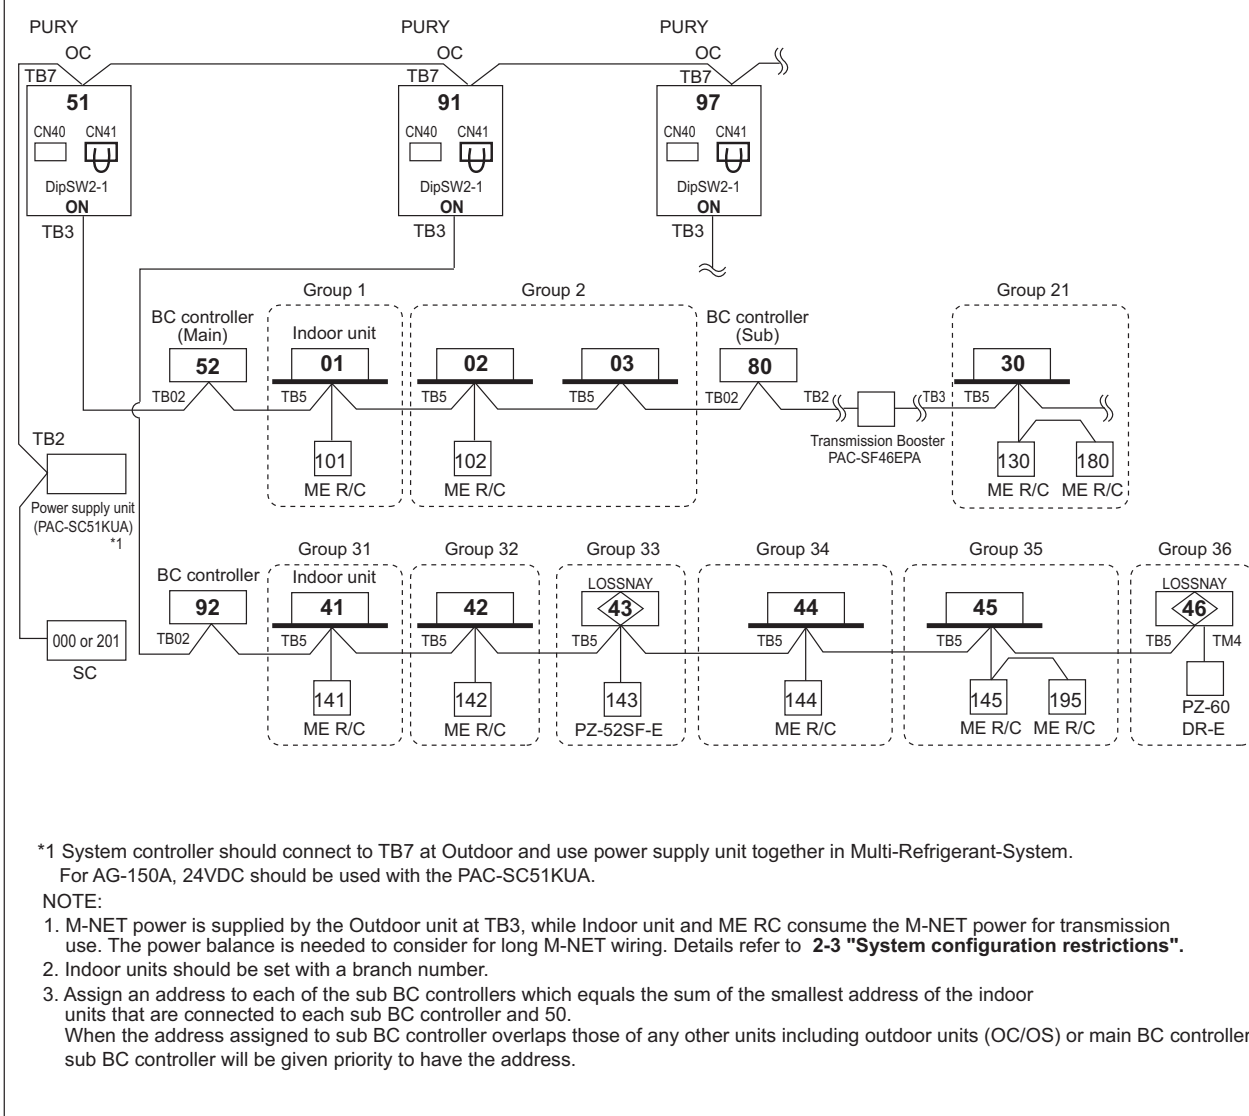 PURY PURY PURY
OC OC OC
TB7 TB7 TB7
51 91 97
CN40 CN41 CN40 CN41 CN40 CN41
DipSW2-1 DipSW2-1 DipSW2-1
ON ON ON
TB3 TB3 TB3
Group 1 Group 2 Group 21
BC controller (Main) Indoor unit BC controller (Sub)
52 01 02 03 80 30
TB02 TB5 TB5 TB5 TB02 TB2 TB3 TB5
Transmission Booster
PAC-SF46EPA
101 102 130 180
ME R/C ME R/C ME R/C ME R/C
TB2
Power supply unit
(PAC-SC51KUA)
*1
Group 31 Group 32 Group 33 Group 34 Group 35 Group 36
BC controller Indoor unit LOSSNAY LOSSNAY
92 41 42 43 44 45 46
000 or 201
SC
TB02 TB5 TB5 TB5 TB5 TB5 TB5 TM4
141 142 143 144 145 195
ME R/C ME R/C PZ-52SF-E ME R/C ME R/C ME R/C
PZ-60
DR-E
*1 System controller should connect to TB7 at Outdoor and use power supply unit together in Multi-Refrigerant-System.
For AG-150A, 24VDC should be used with the PAC-SC51KUA.
NOTE:
1. M-NET power is supplied by the Outdoor unit at TB3, while Indoor unit and ME RC consume the M-NET power for transmission
use. The power balance is needed to consider for long M-NET wiring. Details refer to 2-3 "System configuration restrictions".
2. Indoor units should be set with a branch number.
3. Assign an address to each of the sub BC controllers which equals the sum of the smallest address of the indoor
units that are connected to each sub BC controller and 50.
When the address assigned to sub BC controller overlaps those of any other units including outdoor units (OC/OS) or main BC controller
sub BC controller will be given priority to have the address.